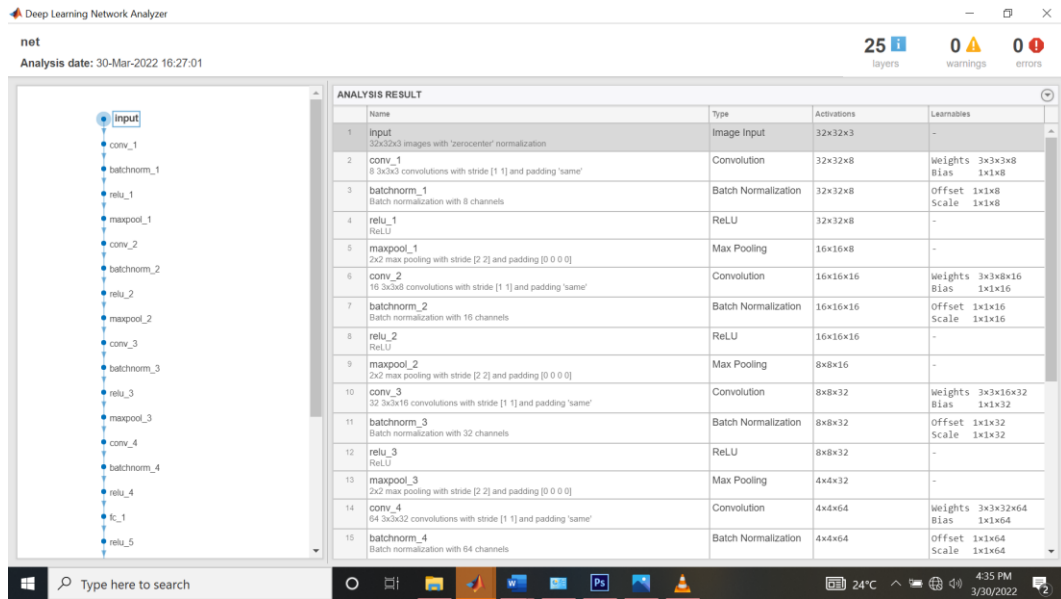 Deep Learning Network Analyzer
net
Analysis date: 30-Mar-2022 16:27:01
25
layers
0
warnings
0
errors
input
conv_1
batchnorm_1
relu_1
maxpool_1
conv_2
batchnorm_2
relu_2
maxpool_2
conv_3
batchnorm_3
relu_3
maxpool_3
conv_4
batchnorm_4
relu_4
fc_1
relu_5
ANALYSIS RESULT
Name Type Activations Learnables
1 input Image Input 32×32×3 -
32x32x3 images with 'zerocenter' normalization
2 conv_1 Convolution 32×32×8 Weights 3×3×3×8
8 3x3x3 convolutions with stride [1 1] and padding 'same' Bias 1×1×8
3 batchnorm_1 Batch Normalization 32×32×8 Offset 1×1×8
Batch normalization with 8 channels Scale 1×1×8
4 relu_1 ReLU 32×32×8 -
ReLU
5 maxpool_1 Max Pooling 16×16×8 -
2x2 max pooling with stride [2 2] and padding [0 0 0 0]
6 conv_2 Convolution 16×16×16 Weights 3×3×8×16
16 3x3x8 convolutions with stride [1 1] and padding 'same' Bias 1×1×16
7 batchnorm_2 Batch Normalization 16×16×16 Offset 1×1×16
Batch normalization with 16 channels Scale 1×1×16
8 relu_2 ReLU 16×16×16 -
ReLU
9 maxpool_2 Max Pooling 8×8×16 -
2x2 max pooling with stride [2 2] and padding [0 0 0 0]
10 conv_3 Convolution 8×8×32 Weights 3×3×16×32
32 3x3x16 convolutions with stride [1 1] and padding 'same' Bias 1×1×32
11 batchnorm_3 Batch Normalization 8×8×32 Offset 1×1×32
Batch normalization with 32 channels Scale 1×1×32
12 relu_3 ReLU 8×8×32 -
ReLU
13 maxpool_3 Max Pooling 4×4×32 -
2x2 max pooling with stride [2 2] and padding [0 0 0 0]
14 conv_4 Convolution 4×4×64 Weights 3×3×32×64
64 3x3x32 convolutions with stride [1 1] and padding 'same' Bias 1×1×64
15 batchnorm_4 Batch Normalization 4×4×64 Offset 1×1×64
Batch normalization with 64 channels Scale 1×1×64
Type here to search
Ps
24°C
4:35 PM
3/30/2022
2